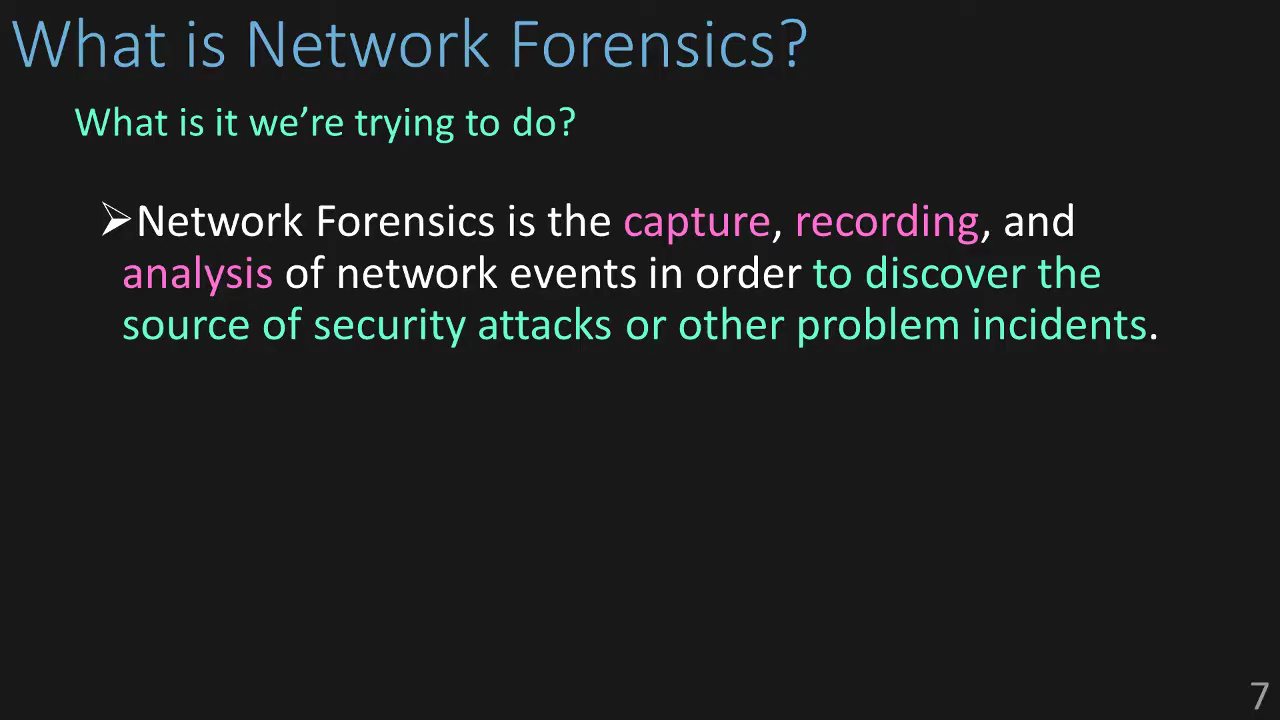 What is Network Forensics?
What is it we’re trying to do?
➢Network Forensics is the capture, recording, and
analysis of network events in order to discover the
source of security attacks or other problem incidents.
7